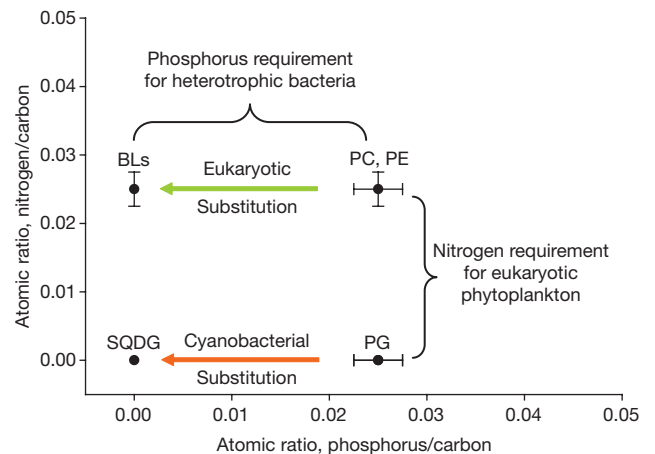 0.05
Phosphorus requirement
for heterotrophic bacteria
0.04
0.03
BLs
Eukaryotic
PC, PE
Substitution
0.02
Nitrogen requirement
for eukaryotic
phytoplankton
0.01
SQDG
Cyanobacterial
PG
0.00
Substitution
Atomic ratio, nitrogen/carbon
0.00 0.01 0.02 0.03 0.04 0.05
Atomic ratio, phosphorus/carbon